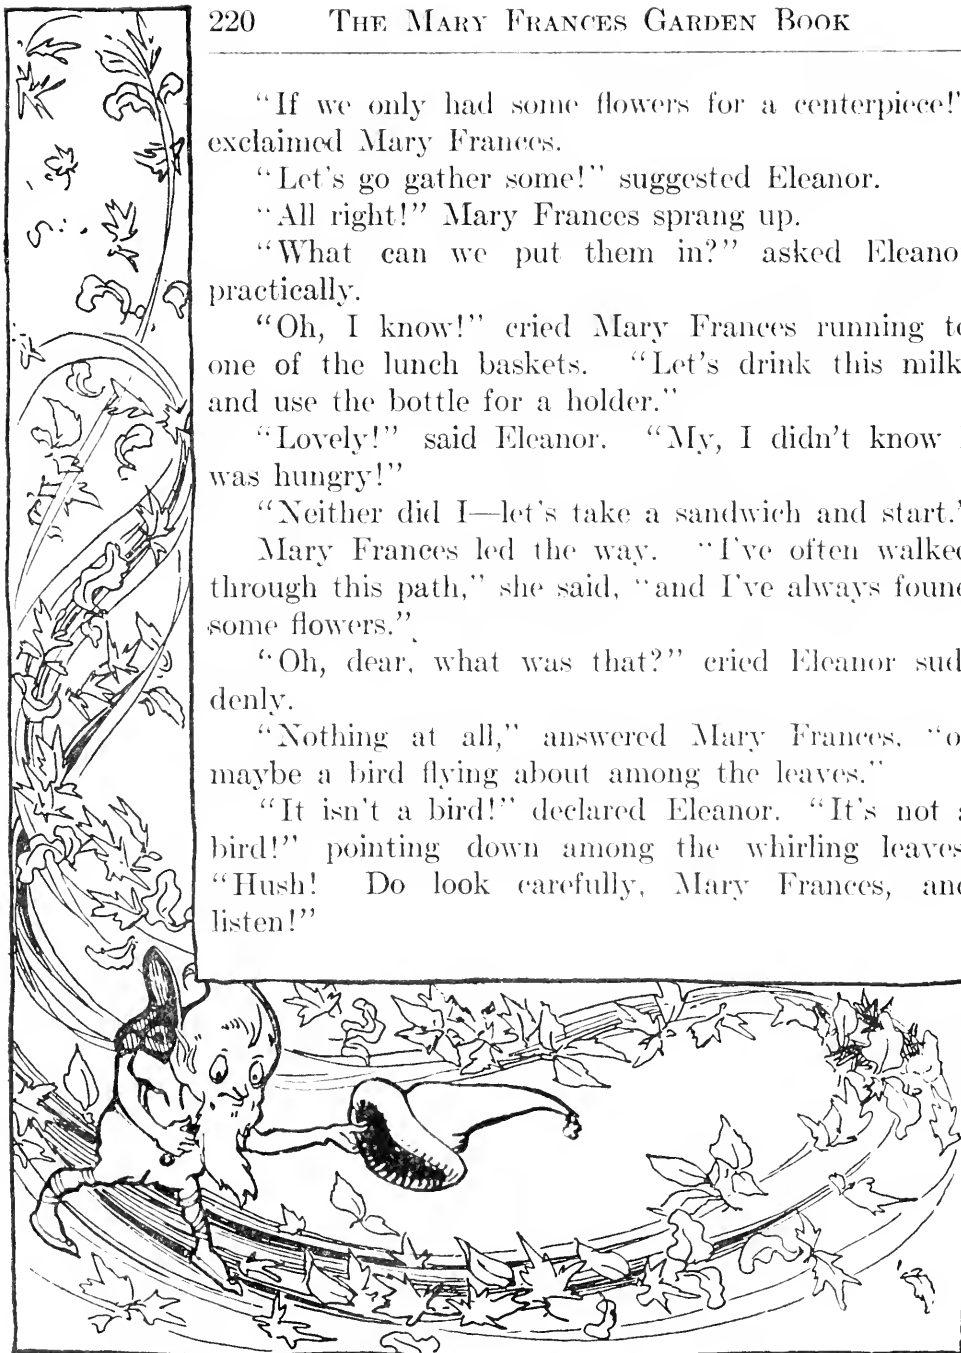 220 The Mary Frances Garden Book
"If we only had some flowers for a centerpiece!"
exclaimed Mary Frances.
"Let's go gather some!" suggested Eleanor.
"All right!" Mary Frances sprang up.
"What can we put them in?" asked Eleano
practically.
"Oh, I know!" cried Mary Frances running to
one of the lunch baskets. "Let's drink this milk
and use the bottle for a holder."
"Lovely!" said Eleanor. "My, I didn't know
was hungry!"
"Neither did I—let's take a sandwich and start."
Mary Frances led the way. "I've often walked
through this path," she said, "and I've always found
some flowers."
"Oh, dear, what was that?" cried Eleanor sud
denly.
"Nothing at all," answered Mary Frances, "o
maybe a bird flying about among the leaves."
"It isn't a bird!" declared Eleanor. "It's not a
bird!" pointing down among the whirling leaves
"Hush! Do look carefully, Mary Frances, and
listen!"